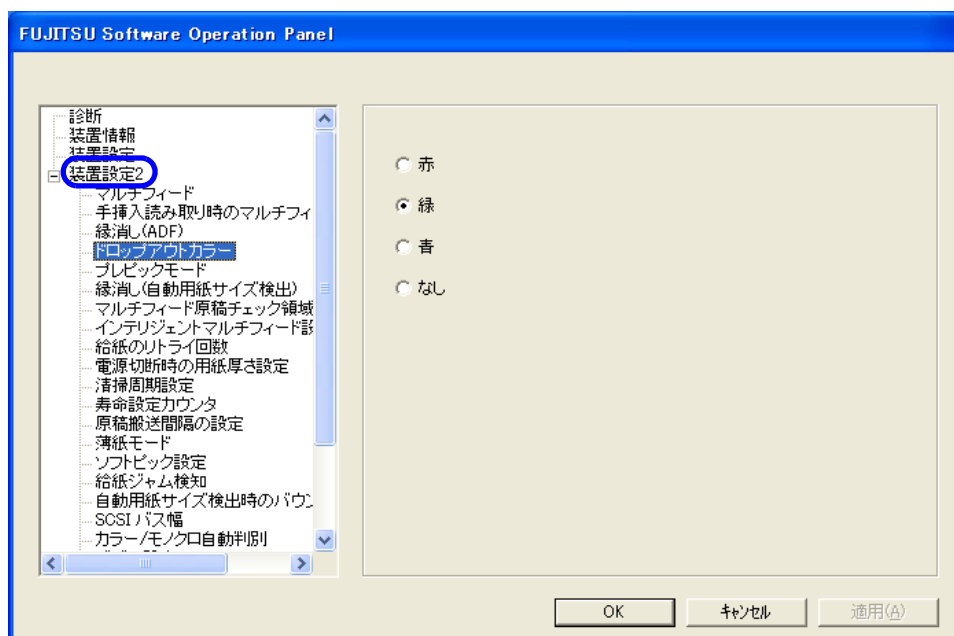 FUJITSU Software Operation Panel
診断
装置情報
装置設定
装置設定2
マルチフィード
手挿入読み取り時のマルチフィ
縁消し(ADF)
ドロップアウトカラー
プレピックモード
縁消し(自動用紙サイズ検出)
マルチフィード原稿チェック領域
インテリジェントマルチフィード設
給紙のリトライ回数
電源切断時の用紙厚さ設定
清掃周期設定
寿命設定カウンタ
原稿搬送間隔の設定
薄紙モード
ソフトピック設定
給紙ジャム検知
自動用紙サイズ検出時のバウン
SCSI バス幅
カラー/モノクロ自動判別
赤
緑
青
なし
OK
キャンセル
適用(A)